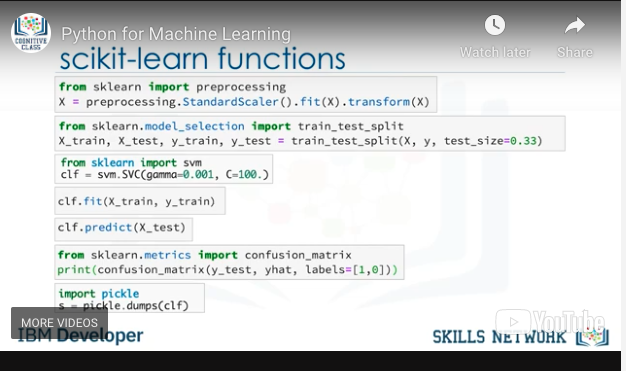 COGNITIVE
CLASS
Python for Machine Learning
Watch later
Share
scikit-learn functions
from sklearn import preprocessing
X = preprocessing.StandardScaler().fit(X).transform(X)
from sklearn.model_selection import train_test_split
X_train, X_test, y_train, y_test = train_test_split(X, y, test_size=0.33)
from sklearn import svm
clf = svm.SVC(gamma=0.001, C=100.)
clf.fit(X_train, y_train)
clf.predict(X_test)
from sklearn.metrics import confusion_matrix
print(confusion_matrix(y_test, yhat, labels=[1,0]))
import pickle
s = pickle.dumps(clf)
MORE VIDEOS
IBM Developer
SKILLS NETWORK
YouTube